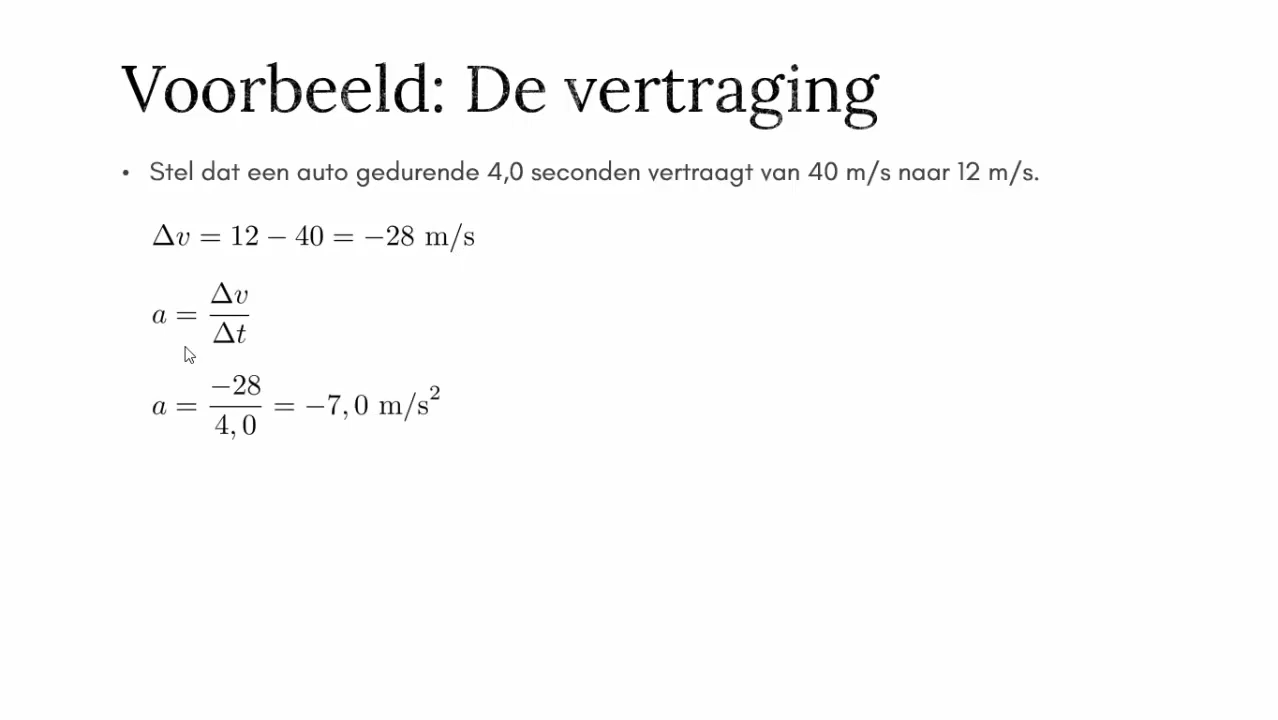 Voorbeeld: De vertraging
• Stel dat een auto gedurende 4,0 seconden vertraagt van 40 m/s naar 12 m/s.
Δv = 12 − 40 = −28 m/s
a = Δv / Δt
a = −28 / 4,0 = −7,0 m/s²